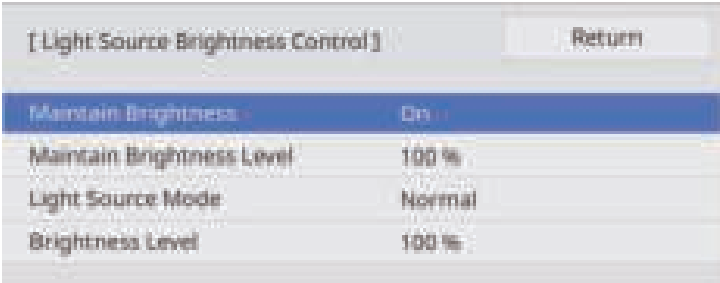 [ Light Source Brightness Control ] Return
Maintain Brightness On
Maintain Brightness Level 100 %
Light Source Mode Normal
Brightness Level 100 %